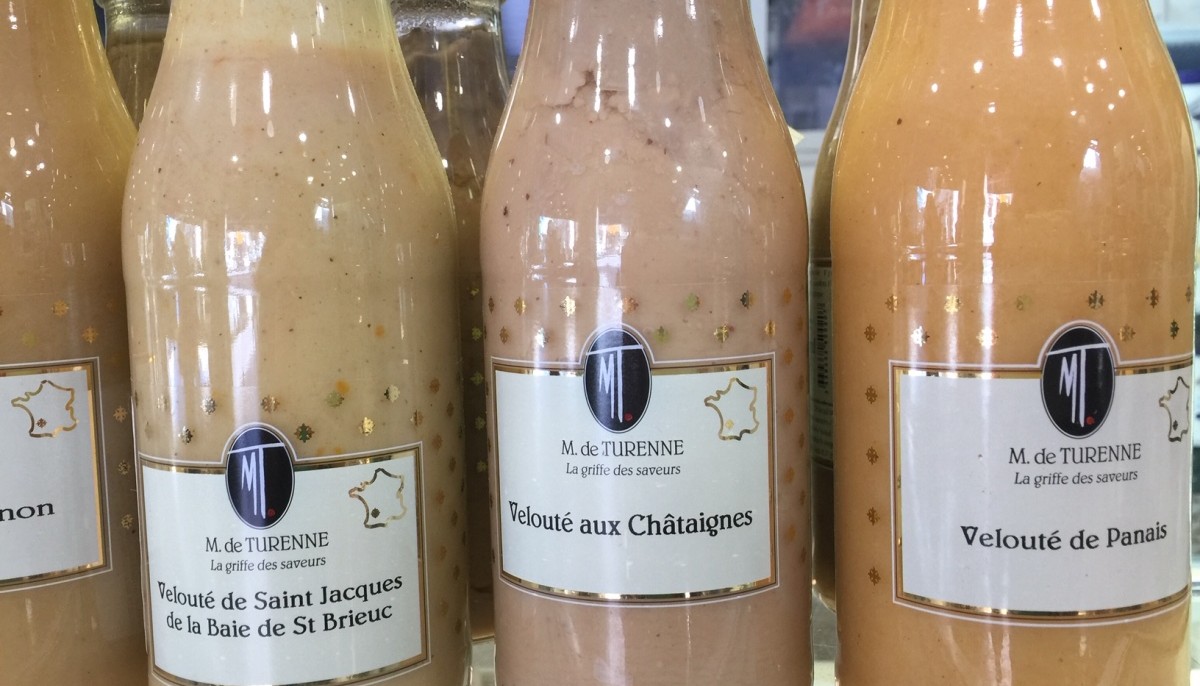 non
MT
M. de TURENNE
La griffe des saveurs
Velouté de Saint Jacques
de la Baie de St Brieuc
MT
M. de TURENNE
La griffe des saveurs
Velouté aux Châtaignes
MT
M. de TURENNE
La griffe des saveurs
Velouté de Panais